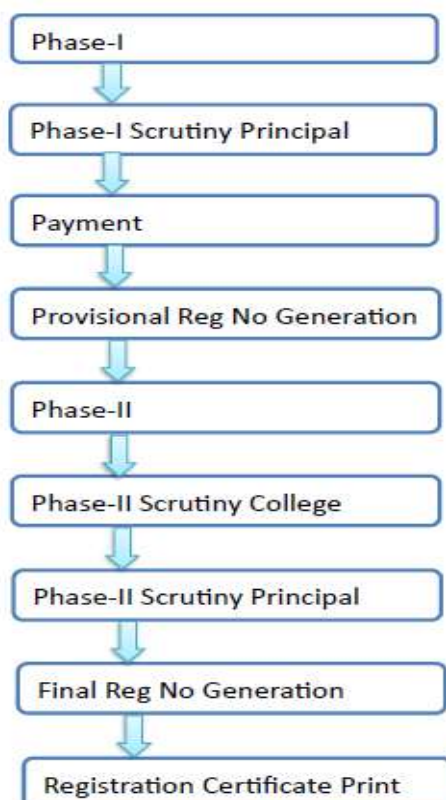 Phase-I
Phase-I Scrutiny Principal
Payment
Provisional Reg No Generation
Phase-II
Phase-II Scrutiny College
Phase-II Scrutiny Principal
Final Reg No Generation
Registration Certificate Print